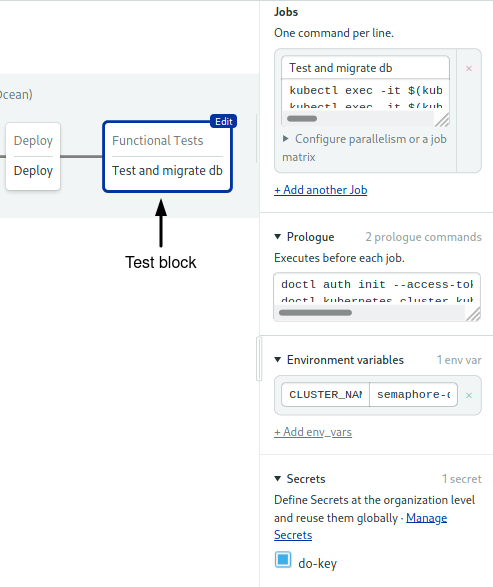 Jobs
One command per line.
Test and migrate db
×
kubectl exec -it $(kub
kubectl exec -it $(kub
Configure parallelism or a job
matrix
+ Add another Job
Prologue 2 prologue commands
Executes before each job.
doctl auth init --access-tok
doctl kubernetes cluster kub
Environment variables 1 env var
CLUSTER_NAM semaphore-d ×
+ Add env_vars
Secrets 1 secret
Define Secrets at the organization level
and reuse them globally · Manage
Secrets
do-key
Ocean)
Deploy
Deploy
Edit
Functional Tests
Test and migrate db
Test block